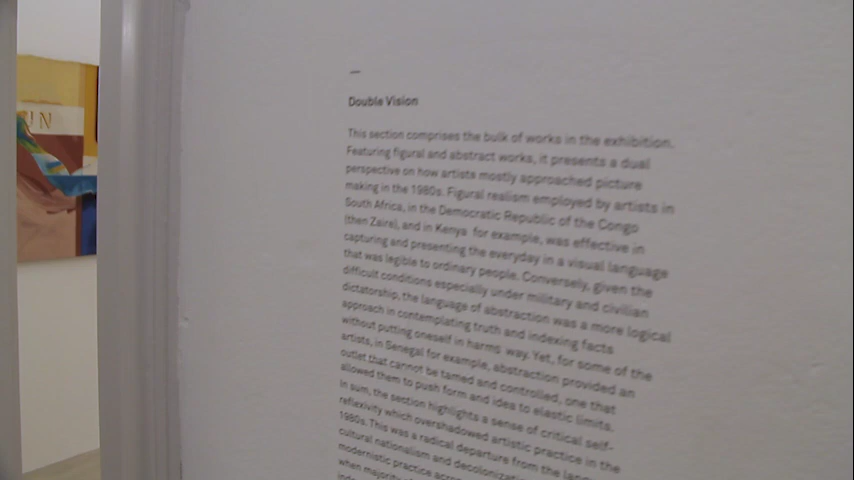 UN
—
Double Vision
This section comprises the bulk of works in the exhibition.
Featuring figural and abstract works, it presents a dual
perspective on how artists mostly approached picture
making in the 1980s. Figural realism employed by artists in
South Africa, in the Democratic Republic of the Congo
(then Zaire), and in Kenya for example, was effective in
capturing and presenting the everyday in a visual language
that was legible to ordinary people. Conversely, given the
difficult conditions especially under military and civilian
dictatorship, the language of abstraction was a more logical
approach in contemplating truth and indexing facts
without putting oneself in harms way. Yet, for some of the
artists, in Senegal for example, abstraction provided an
outlet that cannot be tamed and controlled, one that
allowed them to push form and idea to elastic limits.
In sum, the section highlights a sense of critical self-
reflexivity which overshadowed artistic practice in the
1980s. This was a radical departure from the
cultural nationalism and
modernistic practice
when majority of